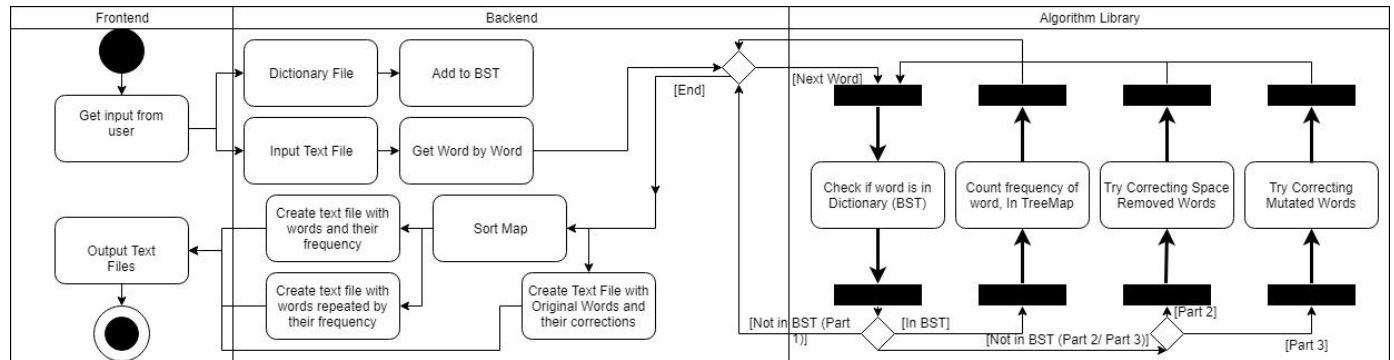 Frontend
Backend
Algorithm Library
Get input from
user
Dictionary File
Add to BST
Input Text File
Get Word by Word
[End]
[Next Word]
Check if word is in
Dictionary (BST)
Count frequency of
word, In TreeMap
Try Correcting Space
Removed Words
Try Correcting
Mutated Words
Output Text
Files
Create text file with
words and their
frequency
Sort Map
Create text file with
words repeated by
their frequency
Create Text File with
Original Words and
their corrections
[Not in BST (Part
1)]
[In BST]
[Not in BST (Part 2/ Part 3)]
[Part 2]
[Part 3]